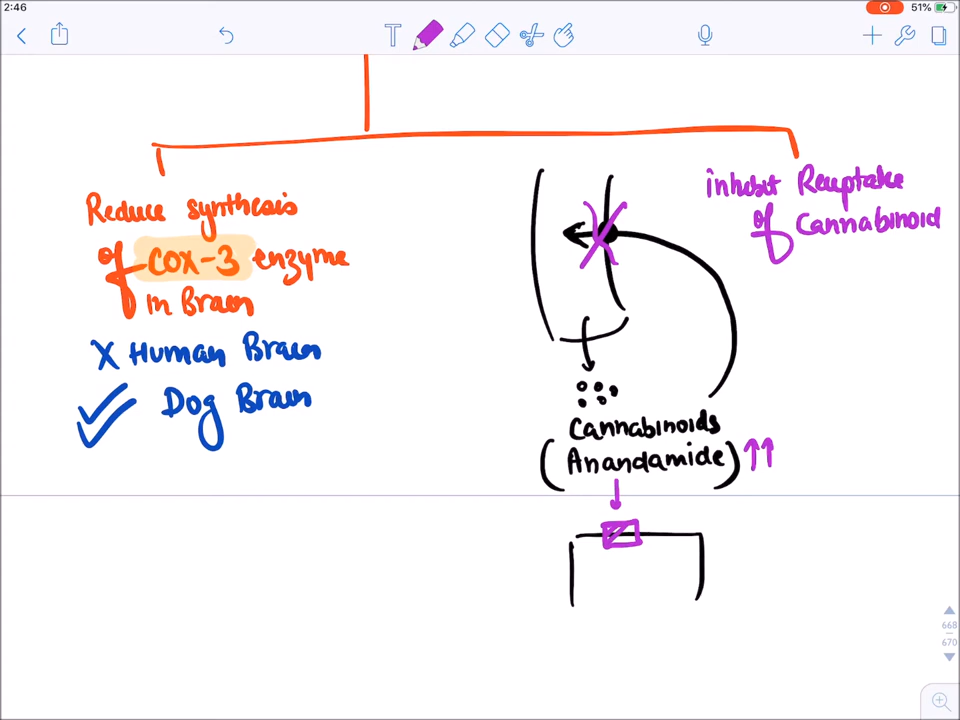 2:46
51%
T
Reduce synthesis
of COX-3 enzyme
in Brain
X Human Brain
Dog Brain
inhibit Reuptake
of Cannabinoid
Cannabinoids
(Anandamide) ↑↑
668
670